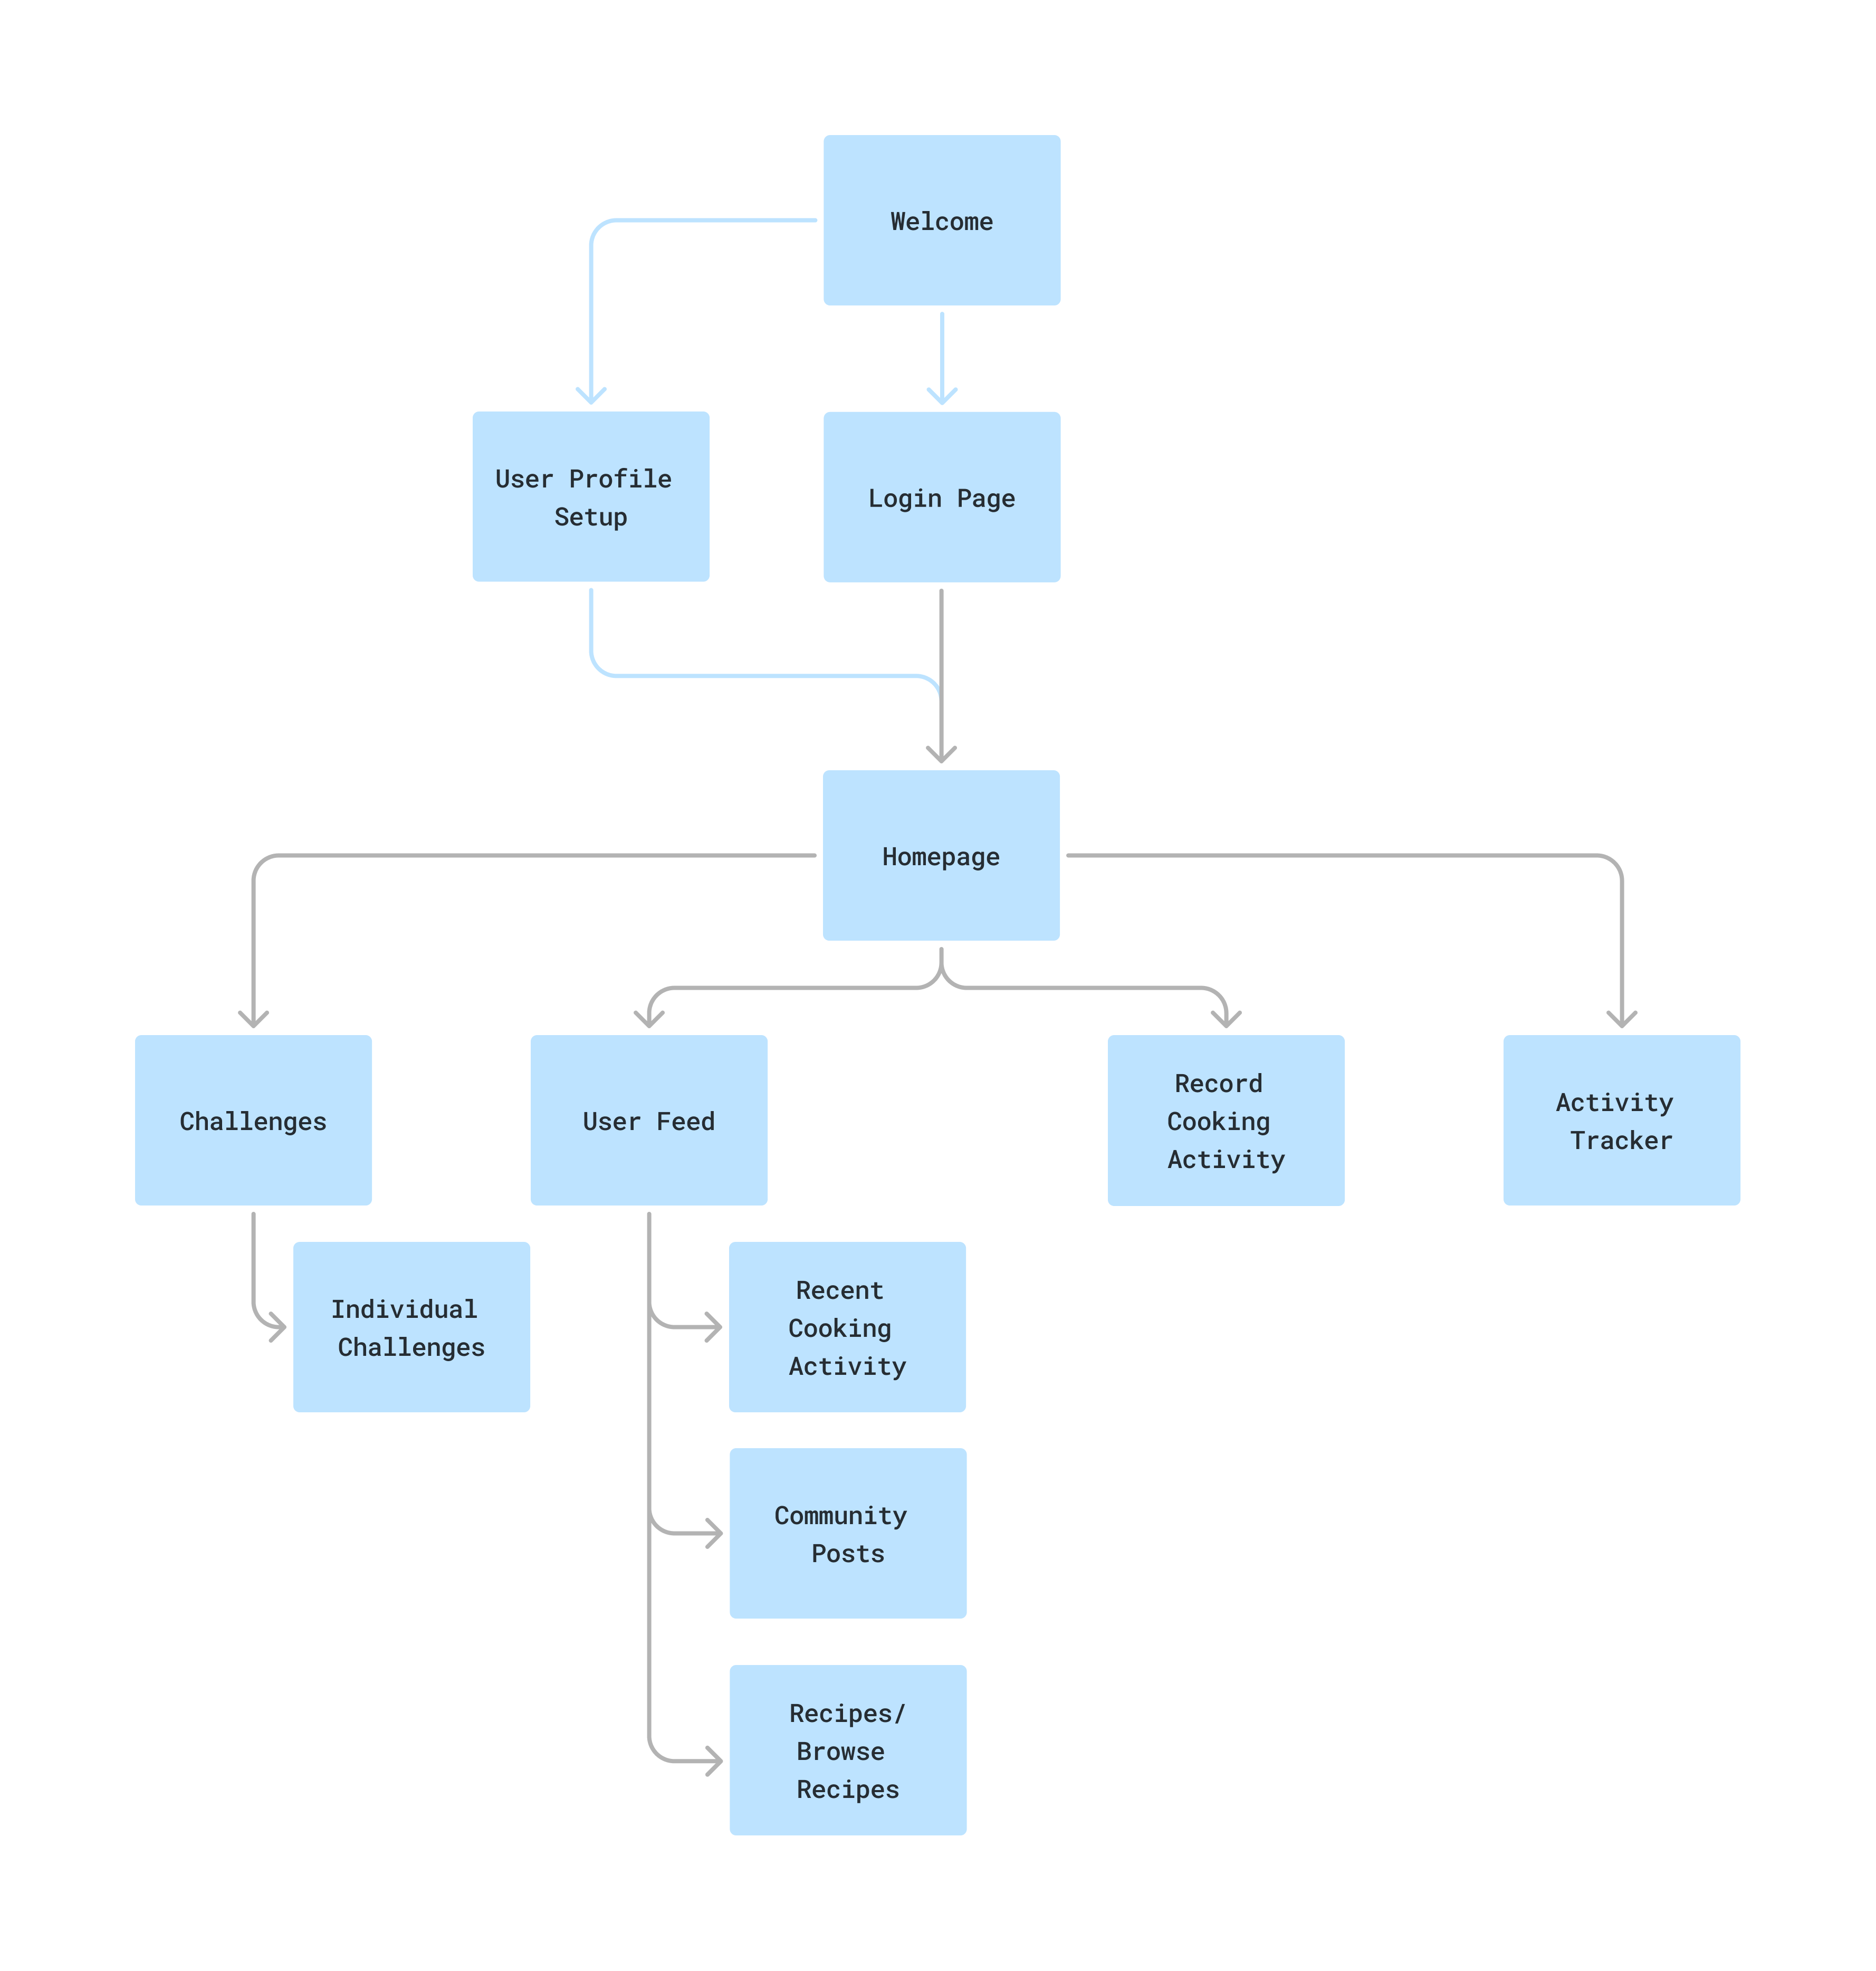 Welcome
User Profile
Setup
Login Page
Homepage
Challenges
User Feed
Record
Cooking
Activity
Activity
Tracker
Individual
Challenges
Recent
Cooking
Activity
Community
Posts
Recipes/
Browse
Recipes